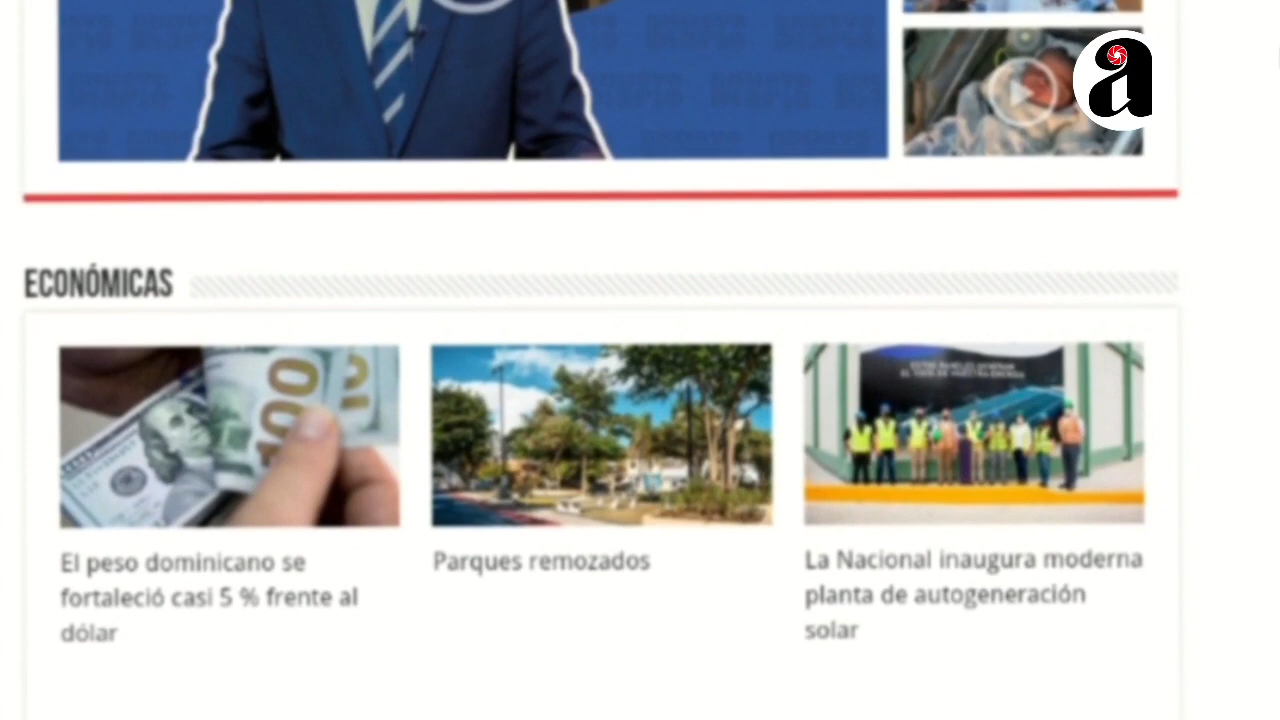 a
ECONÓMICAS
100
El peso dominicano se
fortaleció casi 5 % frente al
dólar
Parques remozados
La Nacional inaugura moderna
planta de autogeneración
solar